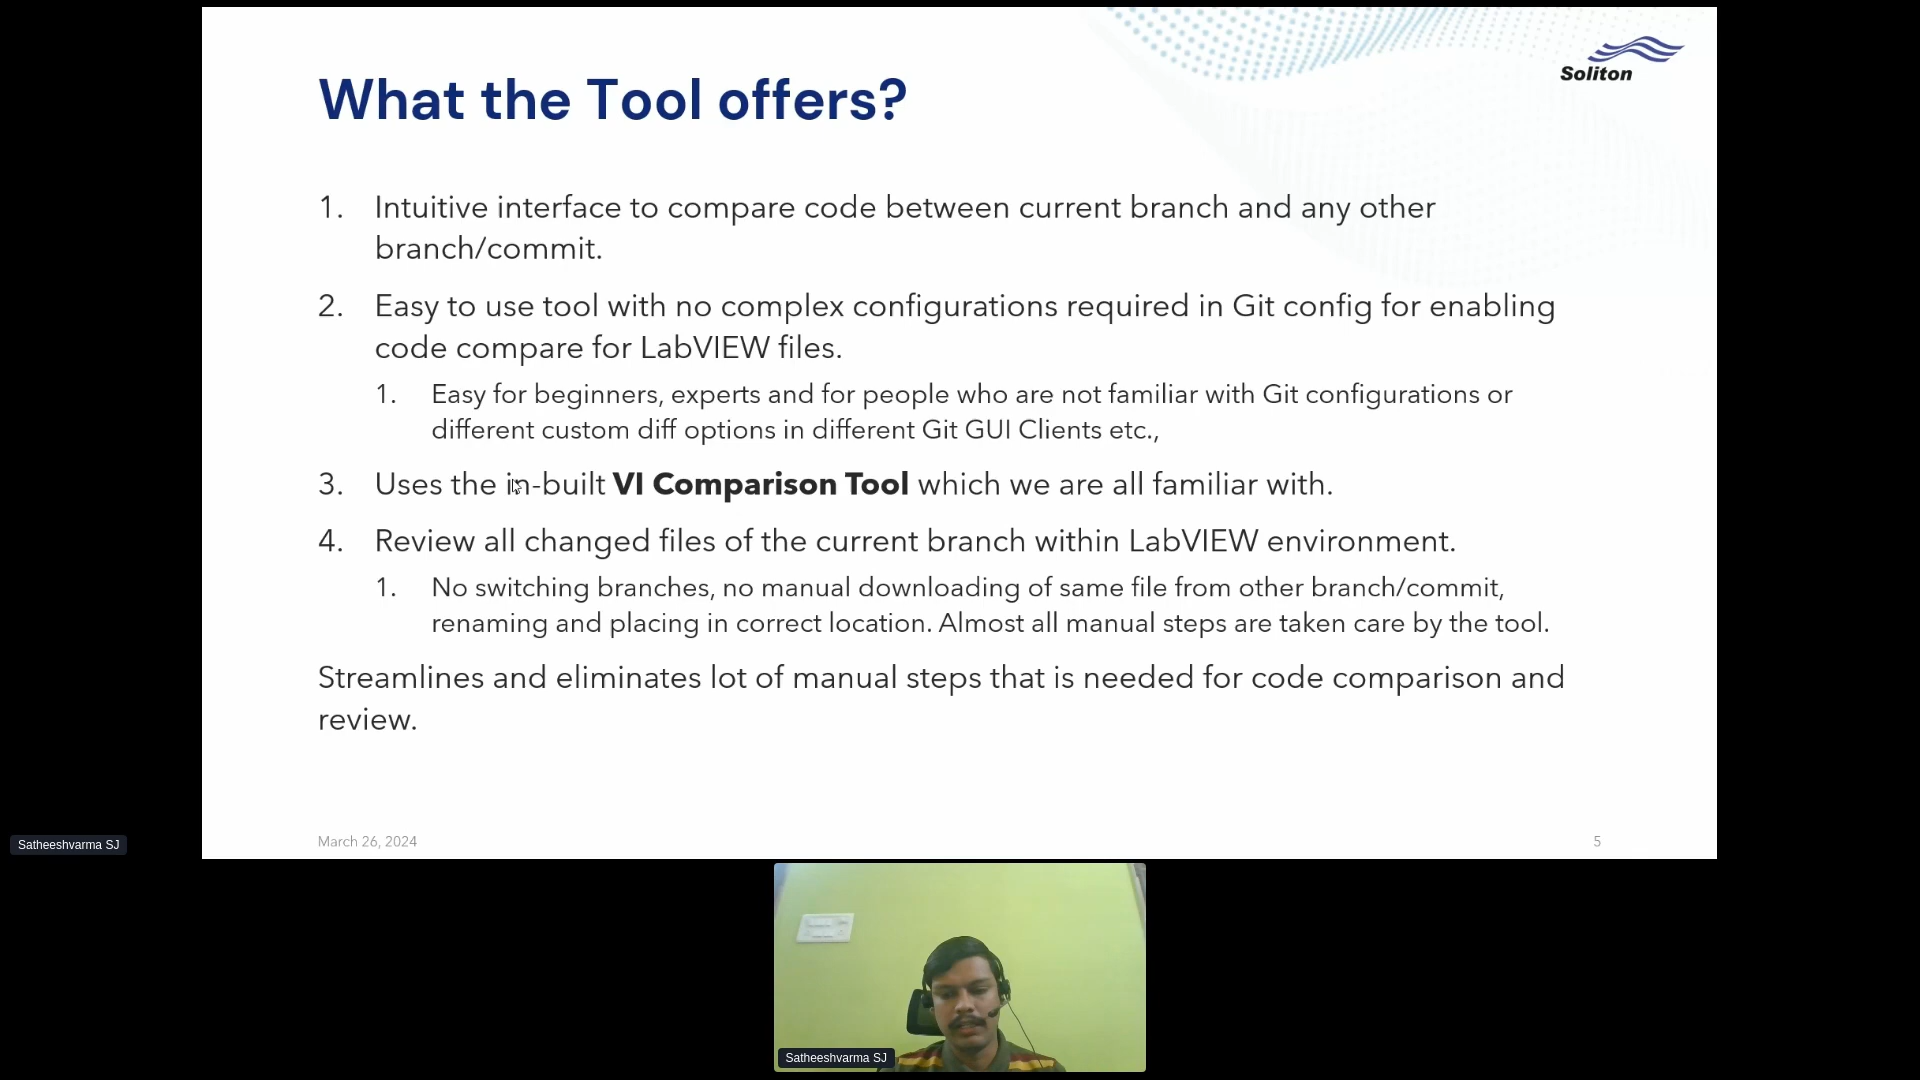 Soliton
What the Tool offers?
1. Intuitive interface to compare code between current branch and any other
branch/commit.
2. Easy to use tool with no complex configurations required in Git config for enabling
code compare for LabVIEW files.
1. Easy for beginners, experts and for people who are not familiar with Git configurations or
different custom diff options in different Git GUI Clients etc.,
3. Uses the in-built VI Comparison Tool which we are all familiar with.
4. Review all changed files of the current branch within LabVIEW environment.
1. No switching branches, no manual downloading of same file from other branch/commit,
renaming and placing in correct location. Almost all manual steps are taken care by the tool.
Streamlines and eliminates lot of manual steps that is needed for code comparison and
review.
March 26, 2024
5
Satheeshvarma SJ
Satheeshvarma SJ